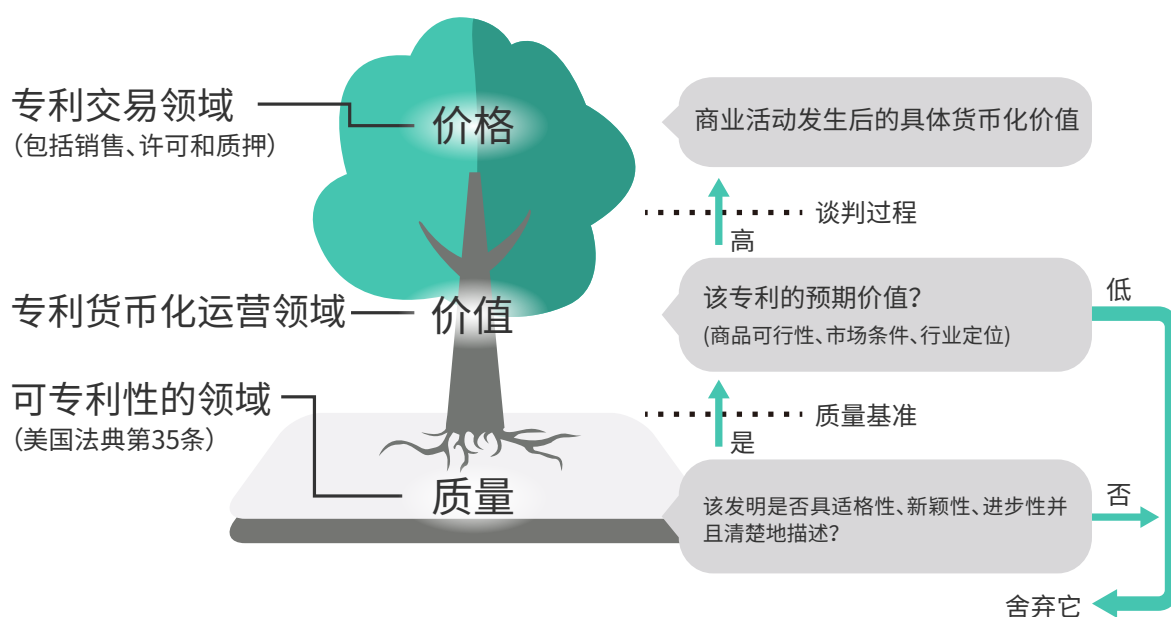 专利交易领域
（包括销售、许可和质押）
价格
商业活动发生后的具体货币化价值
谈判过程
高
专利货币化运营领域
价值
该专利的预期价值？
(商品可行性、市场条件、行业定位)
低
可专利性的领域
（美国法典第35条）
质量基准
是
质量
该发明是否具适格性、新颖性、进步性并
且清楚地描述？
否
舍弃它